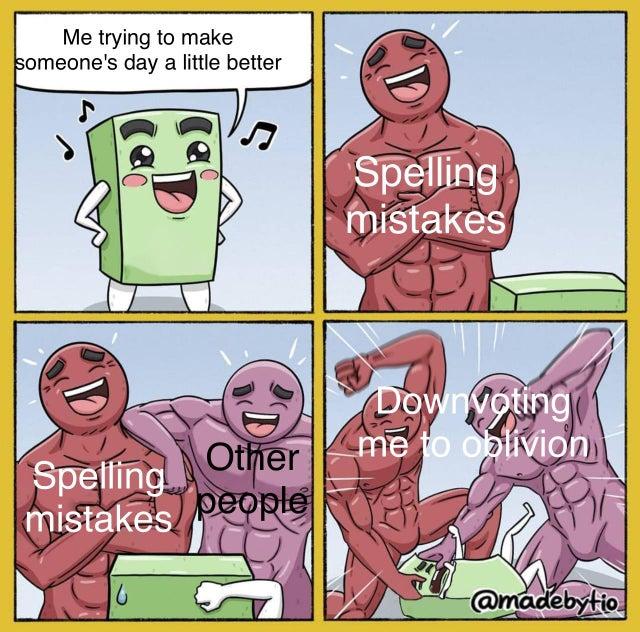 Me trying to make
someone's day a little better
Spelling
mistakes
Spelling
mistakes
Other
people
Downvoting
me to oblivion
@madebytio